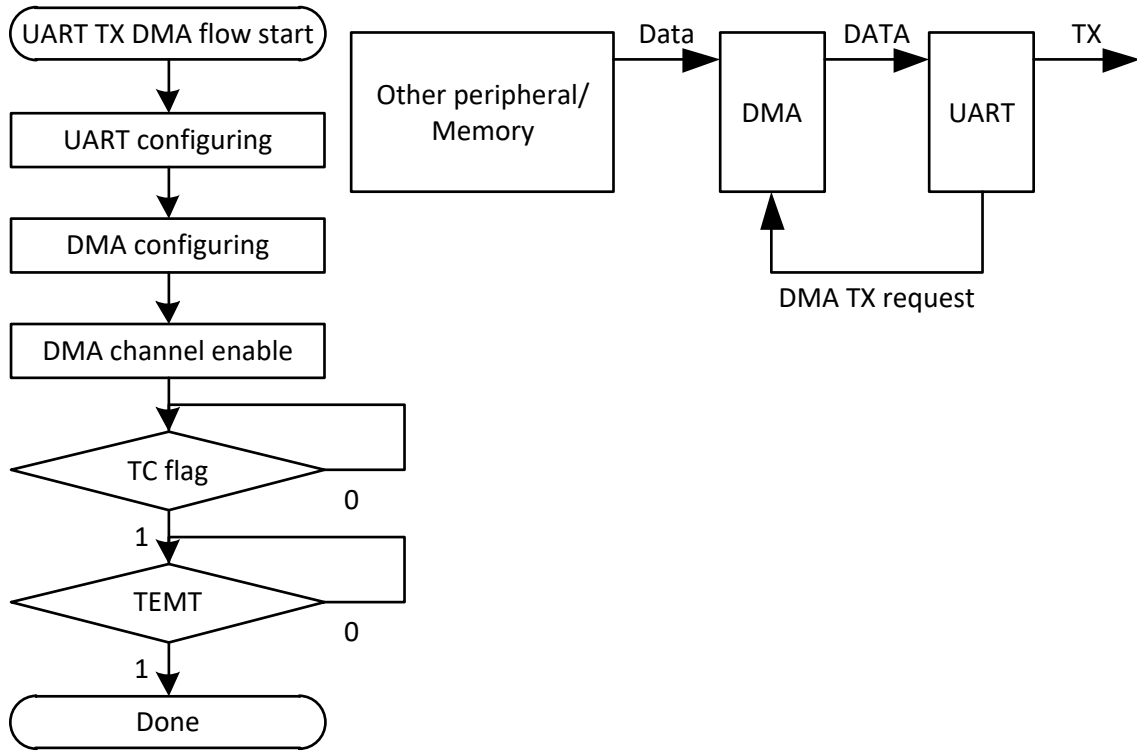 UART TX DMA flow start
UART configuring
DMA configuring
DMA channel enable
TC flag
0
1
TEMT
0
1
Done
Data
DATA
TX
Other peripheral/
Memory
DMA
UART
DMA TX request